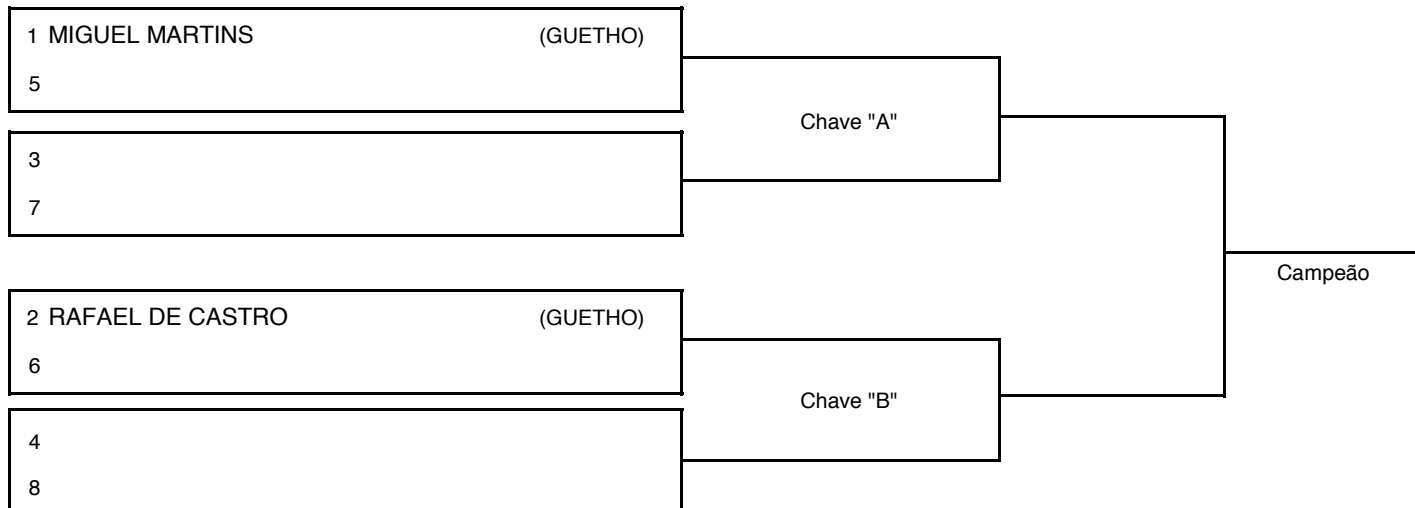 1 MIGUEL MARTINS (GUETHO)
5
Chave "A"
3
7
Campeão
2 RAFAEL DE CASTRO (GUETHO)
6
Chave "B"
4
8